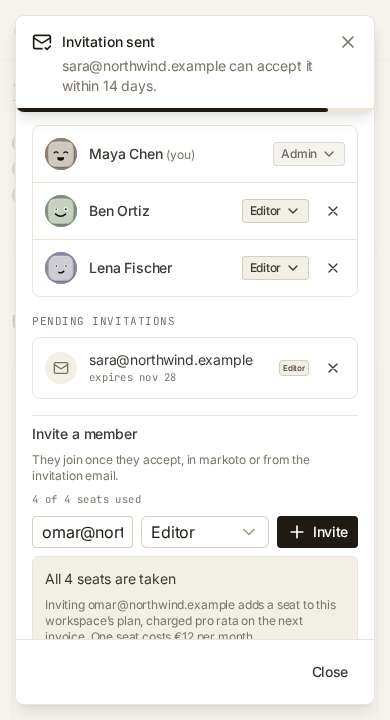 Invitation sent
sara@northwind.example can accept it
within 14 days.
Maya Chen (you)
Admin
Ben Ortiz
Editor
Lena Fischer
Editor
PENDING INVITATIONS
sara@northwind.example
expires nov 28
Editor
Invite a member
They join once they accept, in markoto or from the
invitation email.
4 of 4 seats used
omar@nort
Editor
Invite
All 4 seats are taken
Inviting omar@northwind.example adds a seat to this
workspace's plan, charged pro rata on the next
invoice. One seat costs €12 per month.
Close